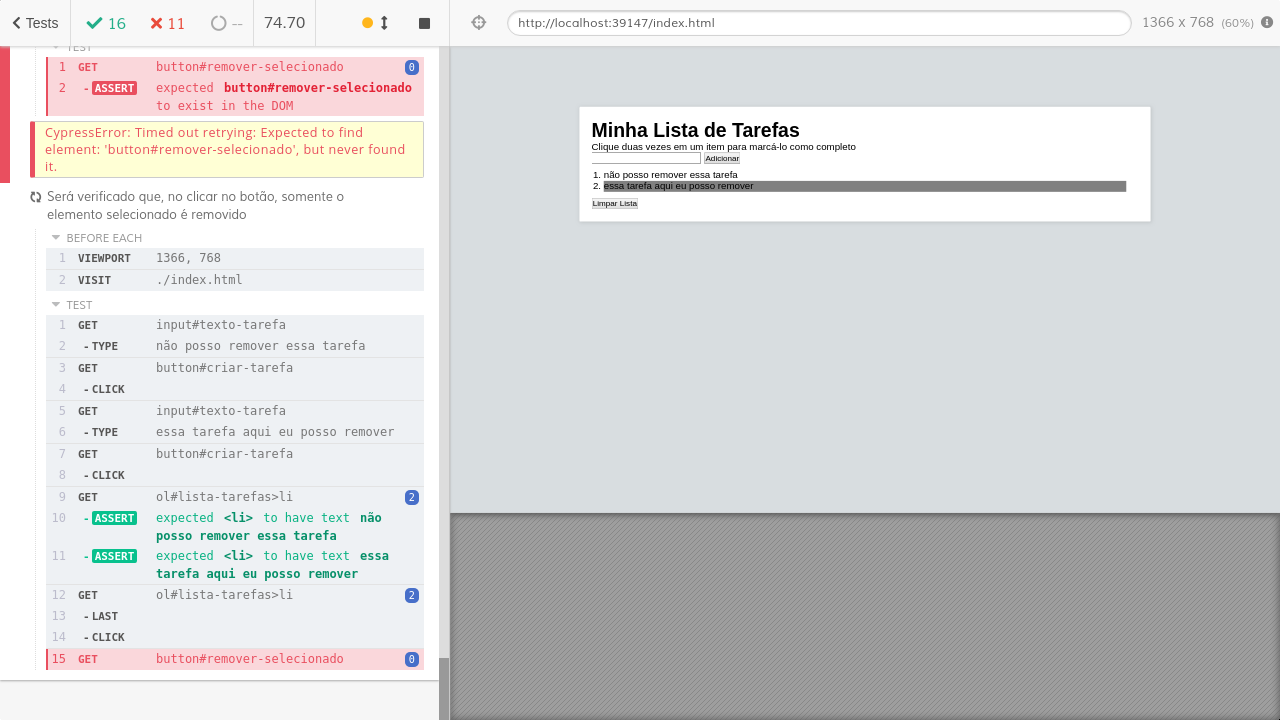 Tests 16 11 -- 74.70
http://localhost:39147/index.html 1366 x 768 (60%)
TEST
1 GET button#remover-selecionado 0
2 - ASSERT expected button#remover-selecionado
to exist in the DOM
CypressError: Timed out retrying: Expected to find
element: 'button#remover-selecionado', but never found
it.
Será verificado que, no clicar no botão, somente o
elemento selecionado é removido
BEFORE EACH
1 VIEWPORT 1366, 768
2 VISIT ./index.html
TEST
1 GET input#texto-tarefa
2 - TYPE não posso remover essa tarefa
3 GET button#criar-tarefa
4 - CLICK
5 GET input#texto-tarefa
6 - TYPE essa tarefa aqui eu posso remover
7 GET button#criar-tarefa
8 - CLICK
9 GET ol#lista-tarefas>li 2
10 - ASSERT expected <li> to have text não
posso remover essa tarefa
11 - ASSERT expected <li> to have text essa
tarefa aqui eu posso remover
12 GET ol#lista-tarefas>li 2
13 - LAST
14 - CLICK
15 GET button#remover-selecionado 0
Minha Lista de Tarefas
Clique duas vezes em um item para marcá-lo como completo
Adicionar
1. não posso remover essa tarefa
2. essa tarefa aqui eu posso remover
Limpar Lista